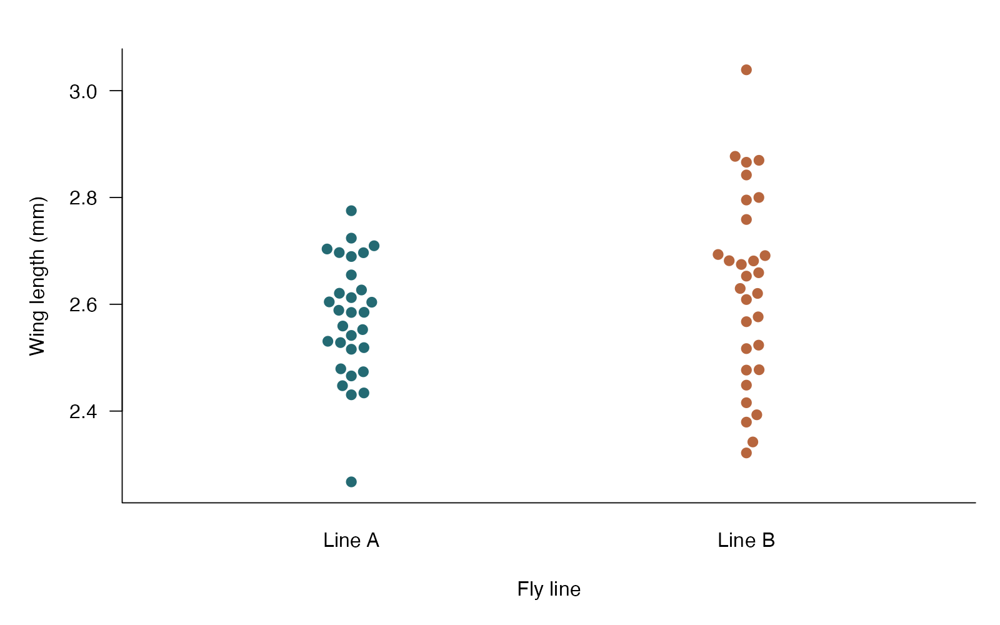 3.0
2.8
2.6
2.4
Wing length (mm)
Line A
Line B
Fly line